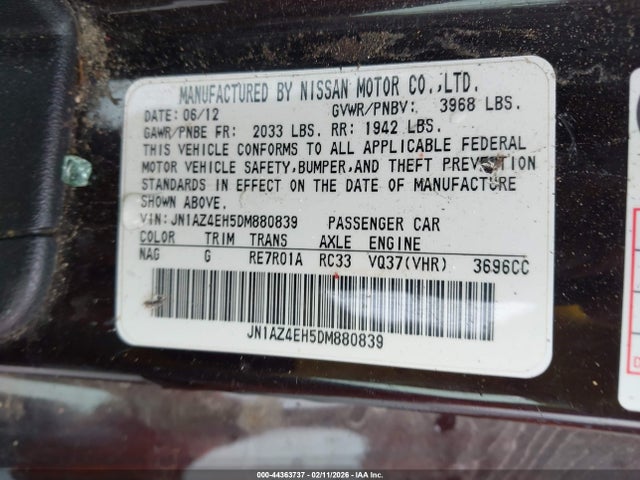 MANUFACTURED BY NISSAN MOTOR CO.,LTD.
DATE: 06/12 GVWR/PNBV: 3968 LBS.
GAWR/PNBE FR: 2033 LBS. RR: 1942 LBS.
THIS VEHICLE CONFORMS TO ALL APPLICABLE FEDERAL
MOTOR VEHICLE SAFETY,BUMPER,AND THEFT PREVENTION
STANDARDS IN EFFECT ON THE DATE OF MANUFACTURE
SHOWN ABOVE.
VIN: JN1AZ4EH5DM880839 PASSENGER CAR
COLOR TRIM TRANS AXLE ENGINE
NAG G RE7R01A RC33 VQ37(VHR) 3696CC
JN1AZ4EH5DM880839
000-44363737 - 02/11/2026 - IAA, Inc.